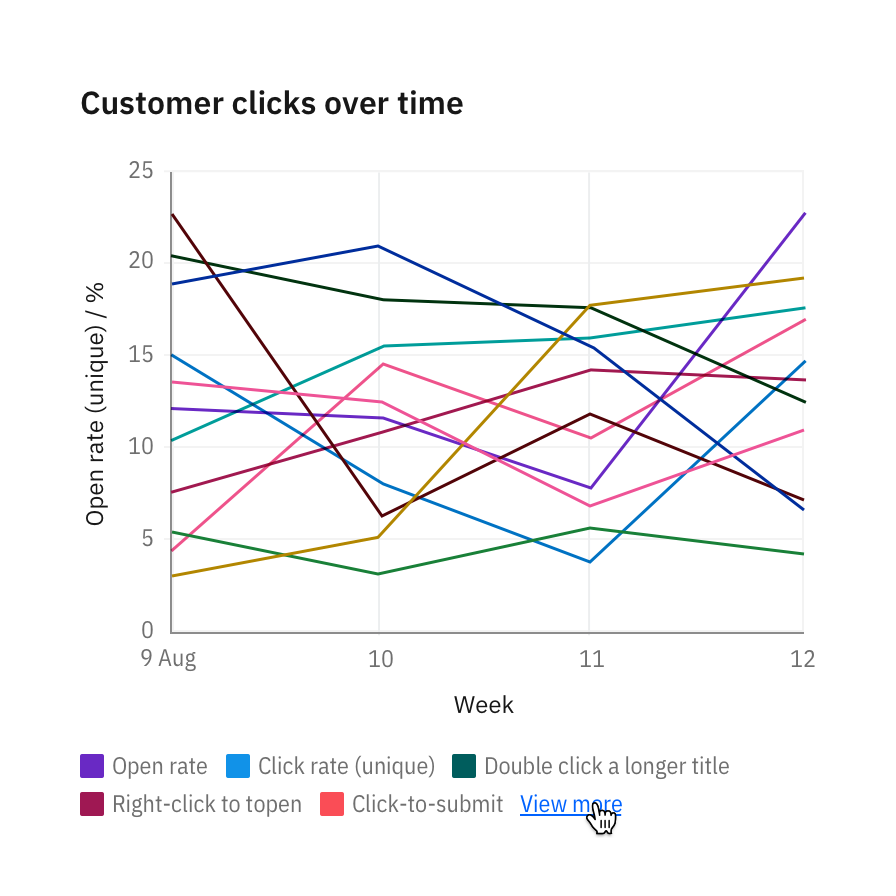 Customer clicks over time
25
20
15
10
5
0
Open rate (unique) / %
9 Aug 10 11 12
Week
Open rate Click rate (unique) Double click a longer title
Right-click to topen Click-to-submit View more